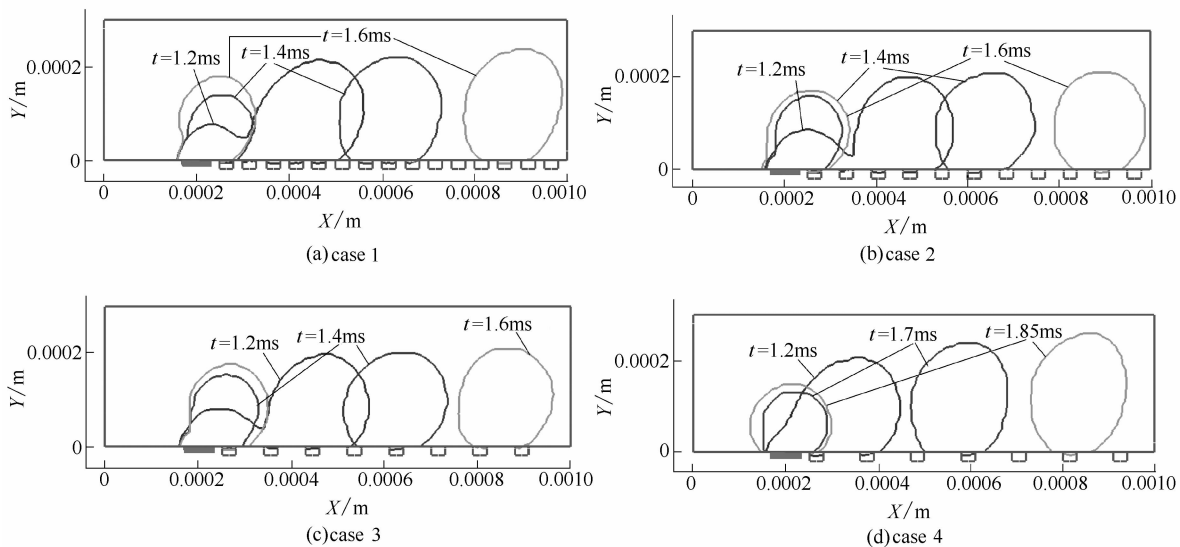 t=1.6ms
t=1.4ms
t=1.2ms
0.0002
0
Y/m
0 0.0002 0.0004 0.0006 0.0008 0.0010
X/m
(a)case 1
t=1.6ms
t=1.4ms
t=1.2ms
0.0002
0
Y/m
0 0.0002 0.0004 0.0006 0.0008 0.0010
X/m
(b)case 2
t=1.6ms
t=1.4ms
t=1.2ms
0.0002
0
Y/m
0 0.0002 0.0004 0.0006 0.0008 0.0010
X/m
(c)case 3
t=1.7ms
t=1.85ms
t=1.2ms
0.0002
0
Y/m
0 0.0002 0.0004 0.0006 0.0008 0.0010
X/m
(d)case 4